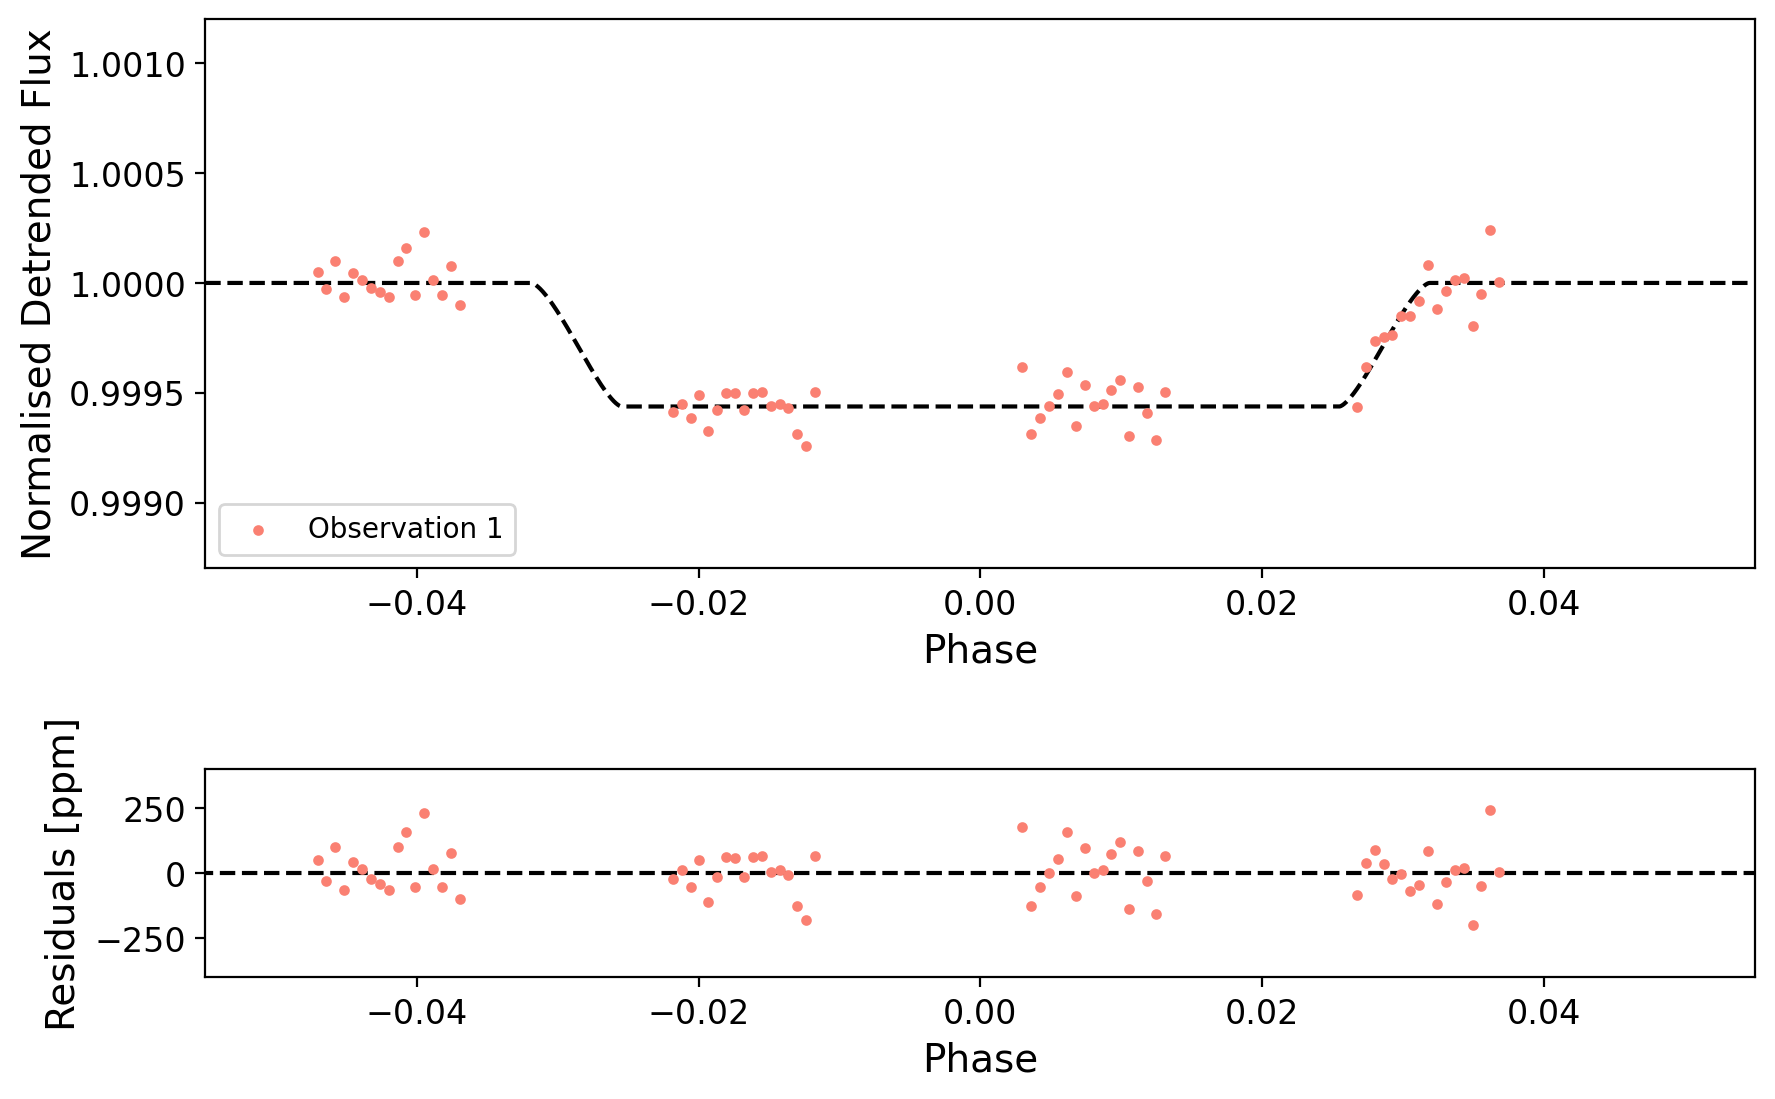 Normalised Detrended Flux
1.0010
1.0005
1.0000
0.9995
0.9990
Observation 1
−0.04 −0.02 0.00 0.02 0.04
Phase
Residuals [ppm]
250
0
−250
−0.04 −0.02 0.00 0.02 0.04
Phase